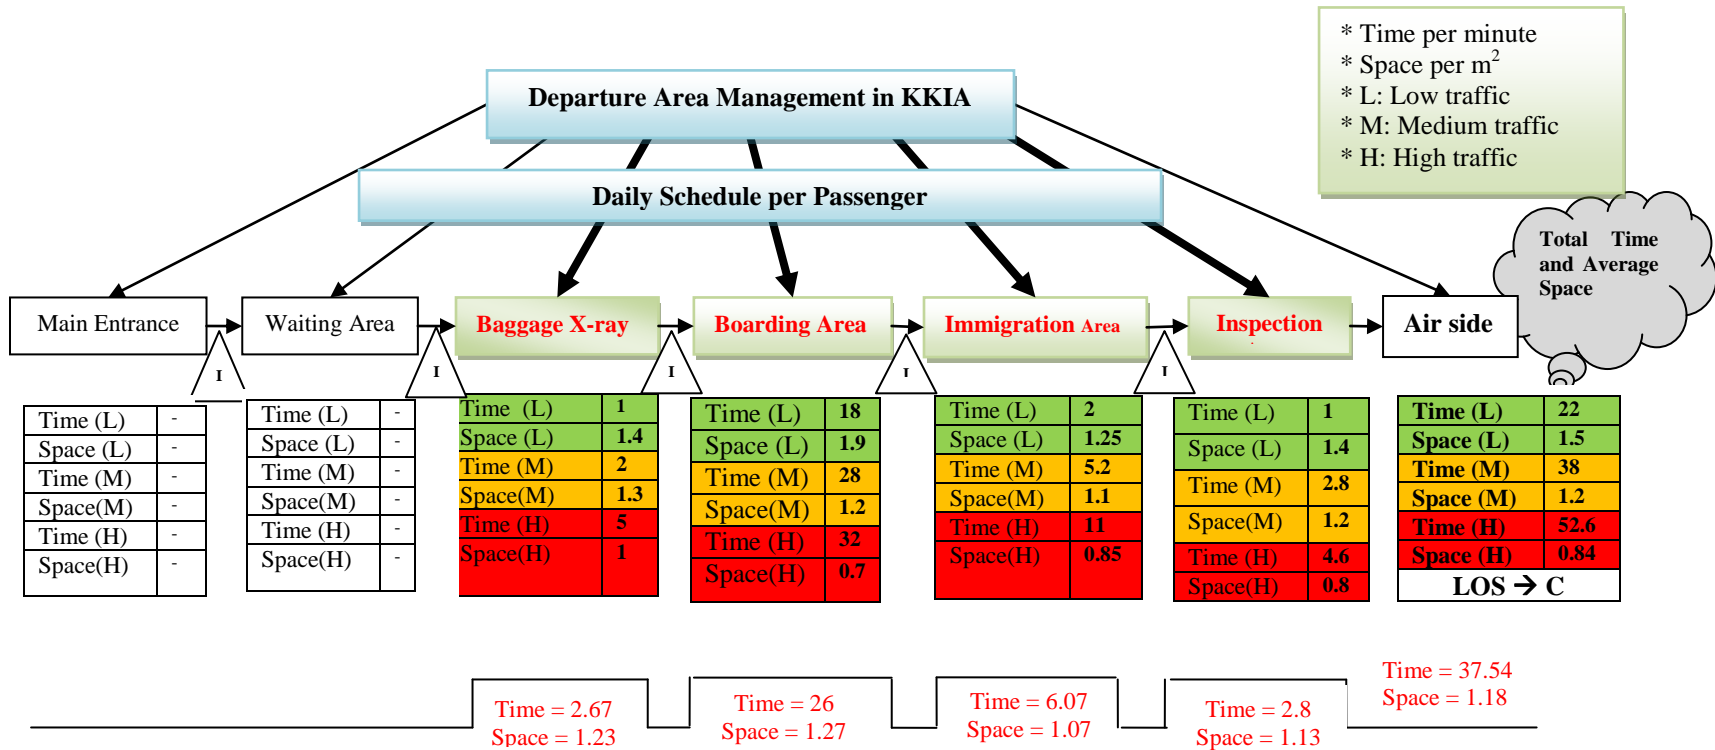 * Time per minute
* Space per m²
* L: Low traffic
* M: Medium traffic
* H: High traffic
Departure Area Management in KKIA
Daily Schedule per Passenger
Total Time
and Average
Space
Main Entrance
Waiting Area
Baggage X-ray
Boarding Area
Immigration Area
Inspection
Air side
I
I
I
I
I
Time (L) -
Space (L) -
Time (M) -
Space(M) -
Time (H) -
Space(H) -
Time (L) -
Space (L) -
Time (M) -
Space(M) -
Time (H) -
Space(H) -
Time (L) 1
Space (L) 1.4
Time (M) 2
Space(M) 1.3
Time (H) 5
Space(H) 1
Time (L) 18
Space (L) 1.9
Time (M) 28
Space(M) 1.2
Time (H) 32
Space(H) 0.7
Time (L) 2
Space (L) 1.25
Time (M) 5.2
Space(M) 1.1
Time (H) 11
Space(H) 0.85
Time (L) 1
Space (L) 1.4
Time (M) 2.8
Space(M) 1.2
Time (H) 4.6
Space(H) 0.8
Time (L) 22
Space (L) 1.5
Time (M) 38
Space (M) 1.2
Time (H) 52.6
Space (H) 0.84
LOS → C
Time = 2.67
Space = 1.23
Time = 26
Space = 1.27
Time = 6.07
Space = 1.07
Time = 2.8
Space = 1.13
Time = 37.54
Space = 1.18